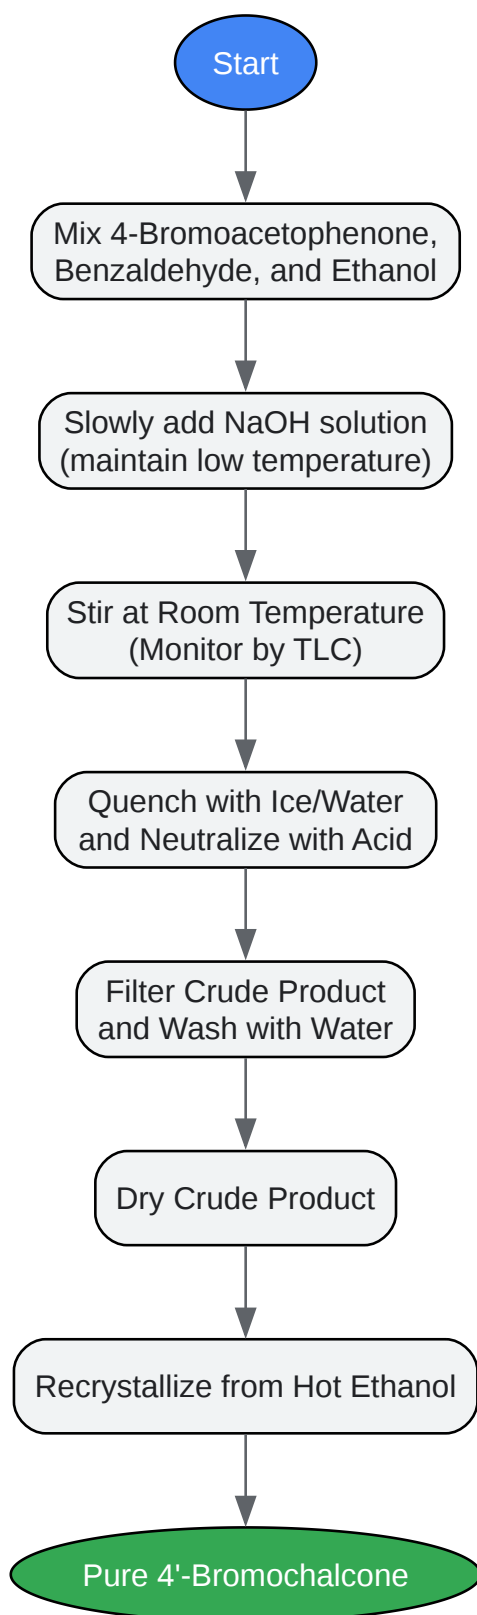 Start
Mix 4-Bromoacetophenone,
Benzaldehyde, and Ethanol
Slowly add NaOH solution
(maintain low temperature)
Stir at Room Temperature
(Monitor by TLC)
Quench with Ice/Water
and Neutralize with Acid
Filter Crude Product
and Wash with Water
Dry Crude Product
Recrystallize from Hot Ethanol
Pure 4'-Bromochalcone